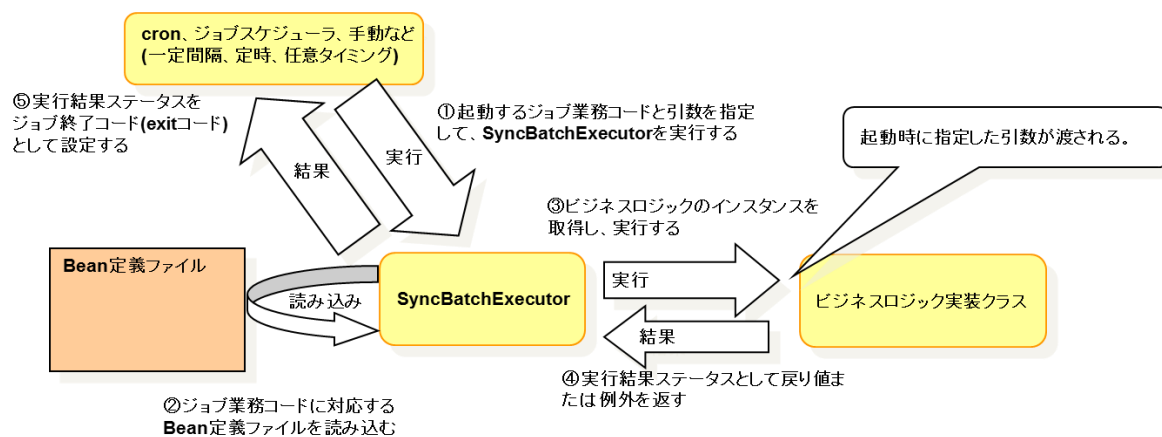 cron、ジョブスケジューラ、手動など
(一定間隔、定時、任意タイミング)
⑤実行結果ステータスを
ジョブ終了コード(exitコード)
として設定する
①起動するジョブ業務コードと引数を指定
して、SyncBatchExecutorを実行する
結果
実行
起動時に指定した引数が渡される。
③ビジネスロジックのインスタンスを
取得し、実行する
Bean定義ファイル
読み込み
SyncBatchExecutor
実行
結果
ビジネスロジック実装クラス
④実行結果ステータスとして戻り値ま
たは例外を返す
②ジョブ業務コードに対応する
Bean定義ファイルを読み込む